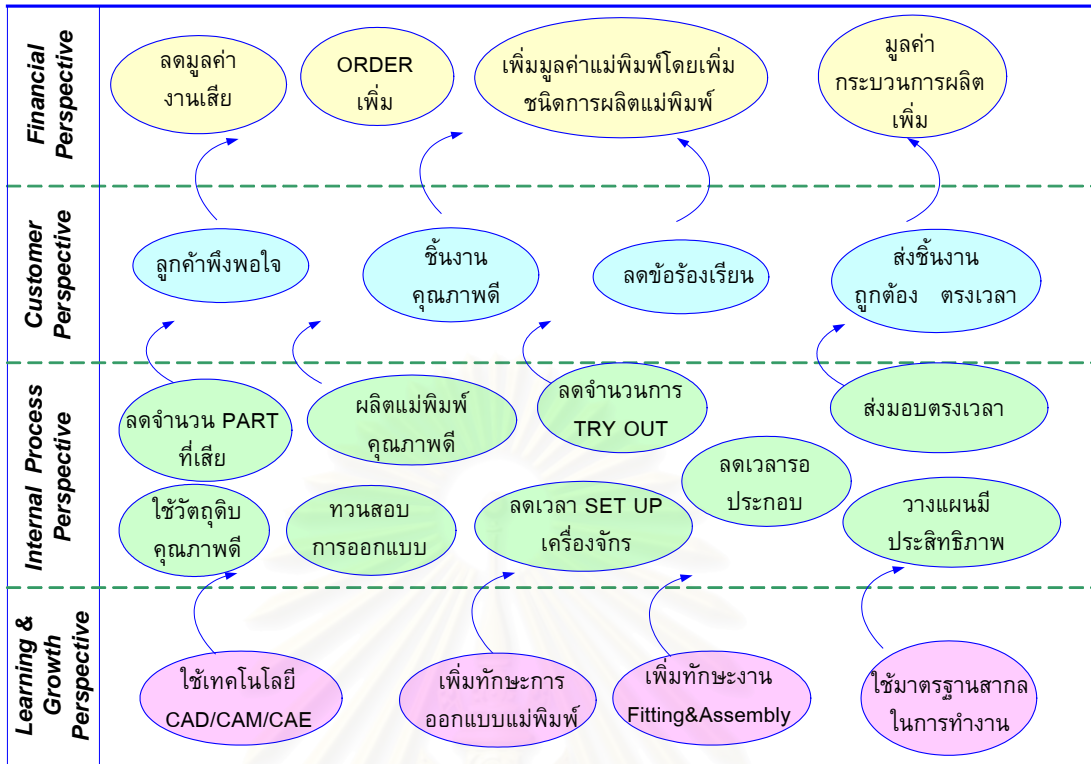 Financial
Perspective
ลดมูลค่า
งานเสีย
ORDER
เพิ่ม
เพิ่มมูลค่าแม่พิมพ์โดยเพิ่ม
ชนิดการผลิตแม่พิมพ์
มูลค่า
กระบวนการผลิต
เพิ่ม
Customer
Perspective
ลูกค้าพึงพอใจ
ชิ้นงาน
คุณภาพดี
ลดข้อร้องเรียน
ส่งชิ้นงาน
ถูกต้อง ตรงเวลา
Internal Process
Perspective
ลดจำนวน PART
ที่เสีย
ผลิตแม่พิมพ์
คุณภาพดี
ลดจำนวนการ
TRY OUT
ส่งมอบตรงเวลา
ใช้วัตถุดิบ
คุณภาพดี
ทวนสอบ
การออกแบบ
ลดเวลา SET UP
เครื่องจักร
ลดเวลารอ
ประกอบ
วางแผนมี
ประสิทธิภาพ
Learning &
Growth
Perspective
ใช้เทคโนโลยี
CAD/CAM/CAE
เพิ่มทักษะการ
ออกแบบแม่พิมพ์
เพิ่มทักษะงาน
Fitting&Assembly
ใช้มาตรฐานสากล
ในการทำงาน